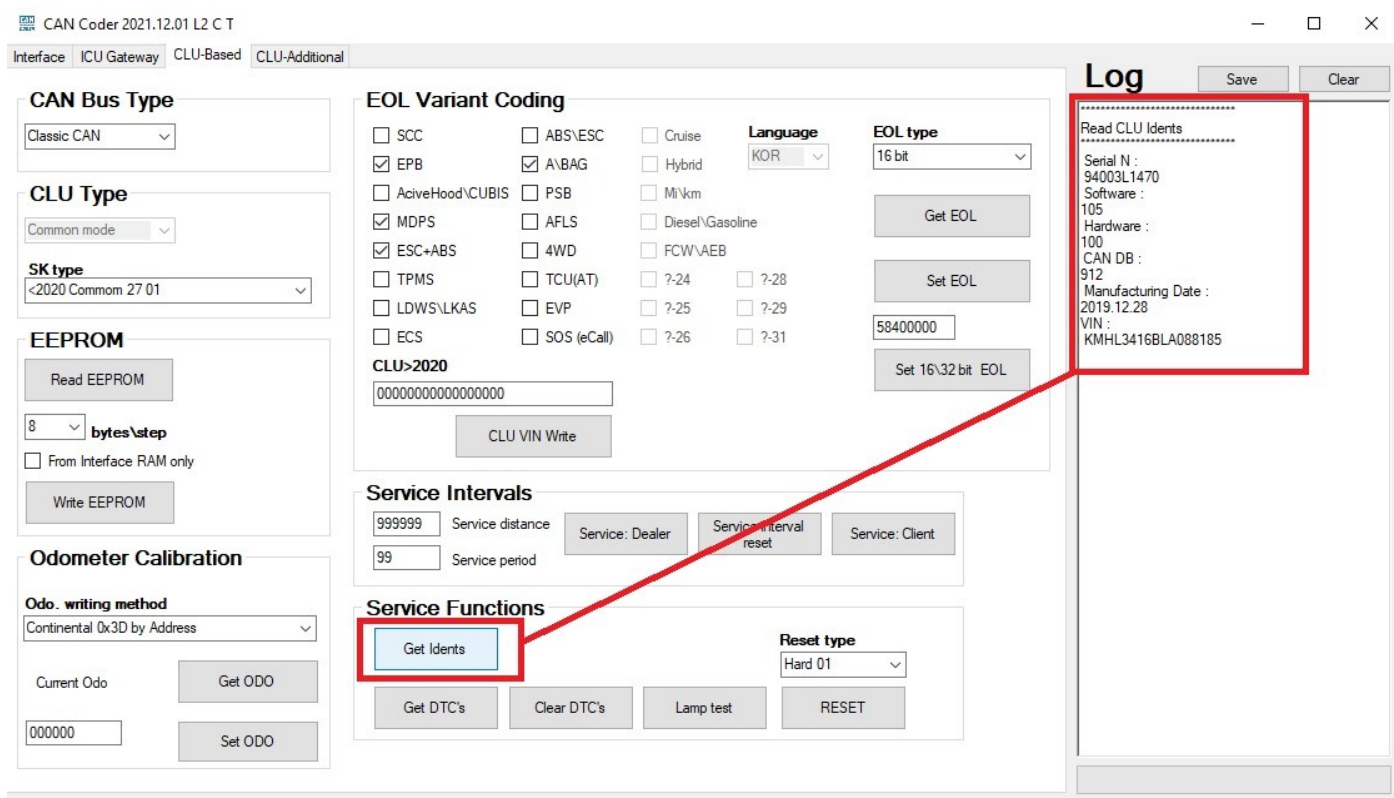 CAN Coder 2021.12.01 L2 C T
Interface ICU Gateway CLU-Based CLU-Additional
CAN Bus Type
Classic CAN
CLU Type
Common mode
SK type
<2020 Commom 27 01
EEPROM
Read EEPROM
8 bytes\step
From Interface RAM only
Write EEPROM
Odometer Calibration
Odo. writing method
Continental 0x3D by Address
Current Odo Get ODO
000000 Set ODO
EOL Variant Coding
SCC ABS\ESC Cruise
EPB A\BAG Hybrid
AciveHood\CUBIS PSB Mi\km
MDPS AFLS Diesel\Gasoline
ESC+ABS 4WD FCW\AEB
TPMS TCU(AT) ?-24 ?-28
LDWS\LKAS EVP ?-25 ?-29
ECS SOS (eCall) ?-26 ?-31
Language
KOR
EOL type
16 bit
Get EOL
Set EOL
58400000
Set 16\32 bit EOL
CLU>2020
00000000000000000
CLU VIN Write
Service Intervals
999999 Service distance
99 Service period
Service: Dealer
Service interval
reset
Service: Client
Service Functions
Get Idents
Reset type
Hard 01
Get DTC's Clear DTC's Lamp test RESET
Log Save Clear
*********************************
Read CLU Idents
*********************************
Serial N :
94003L1470
Software :
105
Hardware :
100
CAN DB :
912
Manufacturing Date :
2019.12.28
VIN :
KMHL3416BLA088185